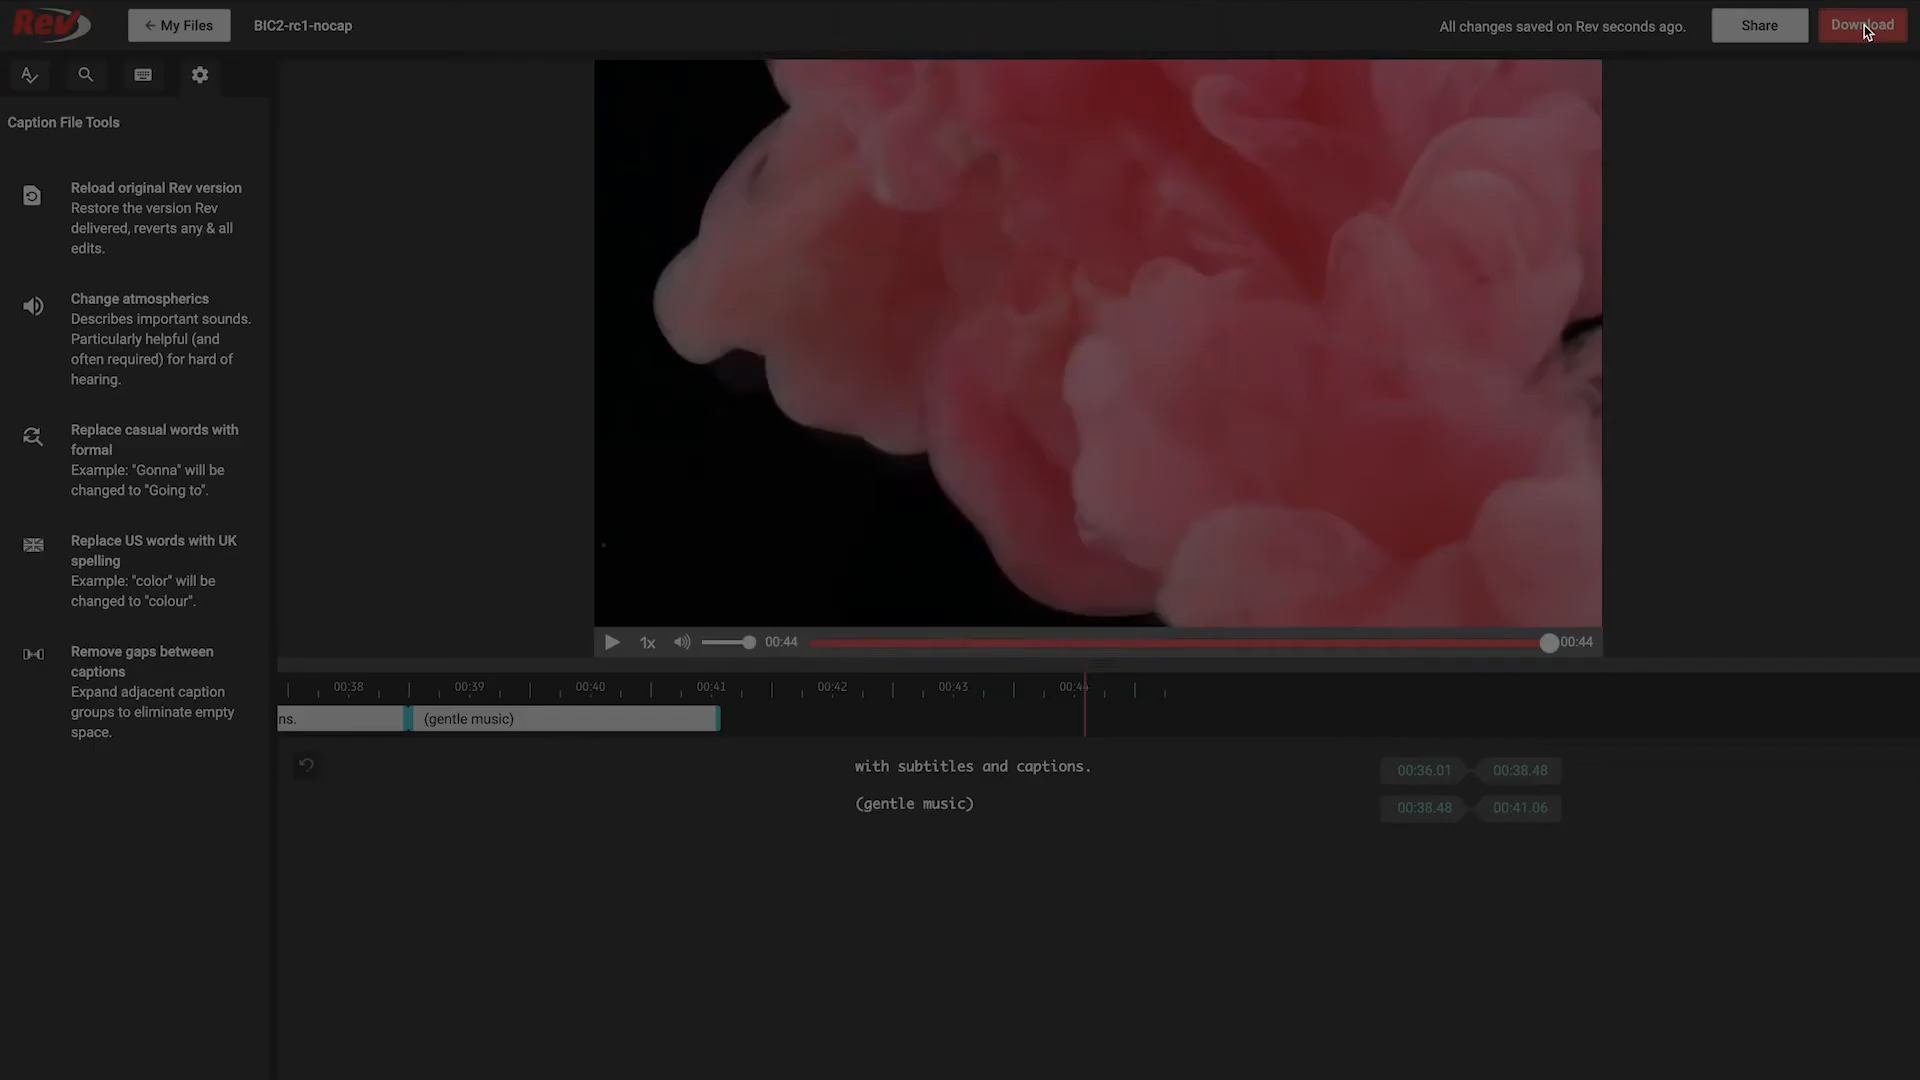 Rev
← My Files
BIC2-rc1-nocap
All changes saved on Rev seconds ago.
Share
Download
Caption File Tools
Reload original Rev version
Restore the version Rev
delivered, reverts any & all
edits.
Change atmospherics
Describes important sounds.
Particularly helpful (and
often required) for hard of
hearing.
Replace casual words with
formal
Example: "Gonna" will be
changed to "Going to".
Replace US words with UK
spelling
Example: "color" will be
changed to "colour".
Remove gaps between
captions
Expand adjacent caption
groups to eliminate empty
space.
1x
00:44
00:44
00:38
00:39
00:40
00:41
00:42
00:43
00:44
ns.
(gentle music)
with subtitles and captions.
00:36.01
00:38.48
(gentle music)
00:38.48
00:41.06